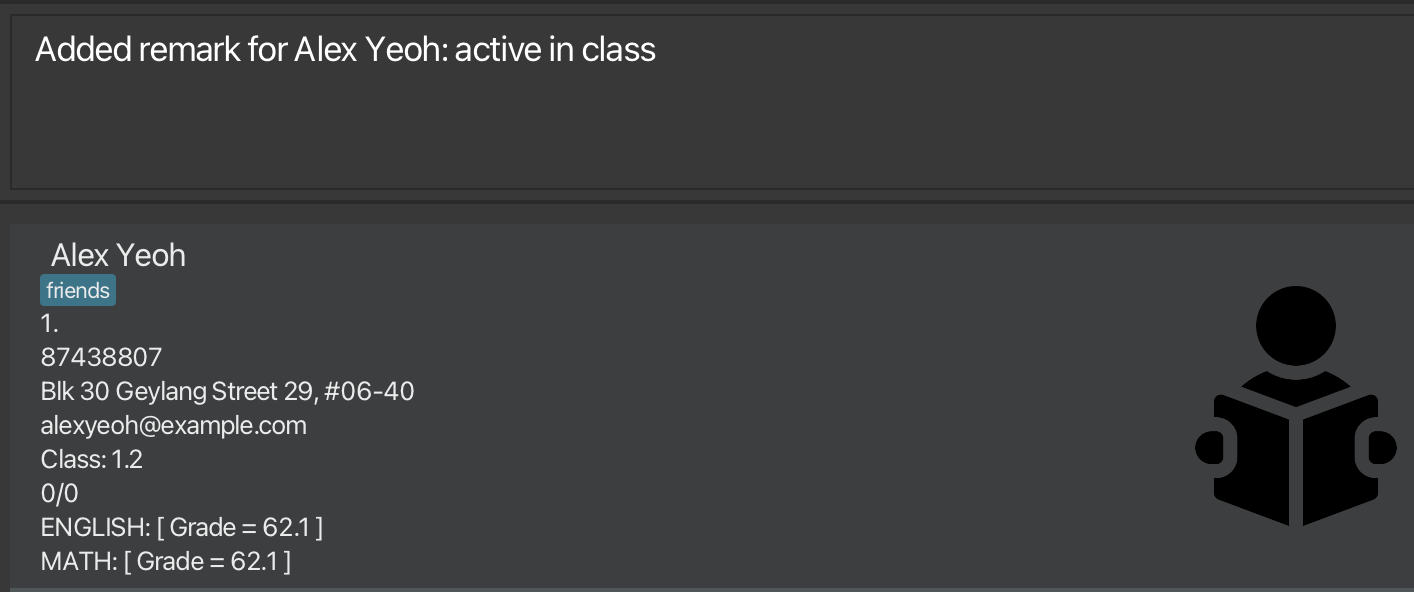 Added remark for Alex Yeoh: active in class
Alex Yeoh
friends
1.
87438807
Blk 30 Geylang Street 29, #06-40
alexyeoh@example.com
Class: 1.2
0/0
ENGLISH: [ Grade = 62.1 ]
MATH: [ Grade = 62.1 ]